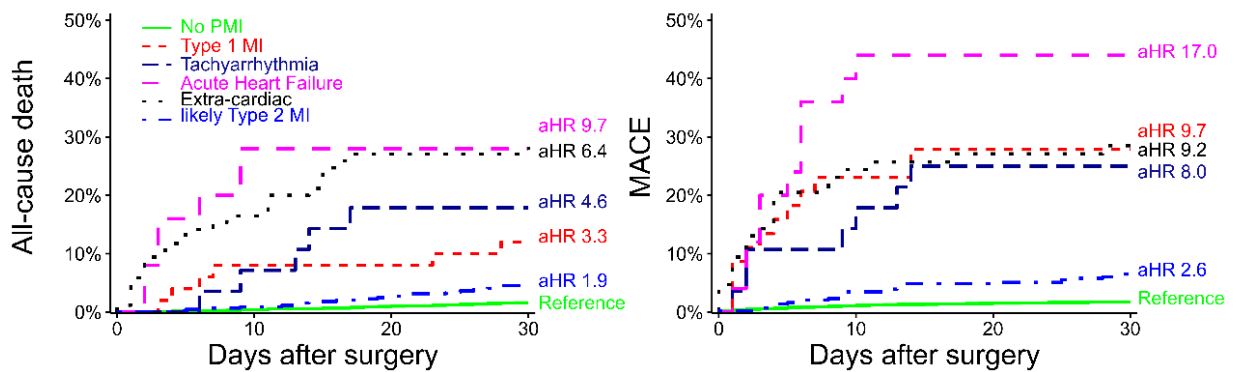 All-cause death
50%
40%
30%
20%
10%
0%
No PMI
Type 1 MI
Tachyarrhythmia
Acute Heart Failure
Extra-cardiac
likely Type 2 MI
aHR 9.7
aHR 6.4
aHR 4.6
aHR 3.3
aHR 1.9
Reference
0 10 20 30
Days after surgery
MACE
50%
40%
30%
20%
10%
0%
aHR 17.0
aHR 9.7
aHR 9.2
aHR 8.0
aHR 2.6
Reference
0 10 20 30
Days after surgery